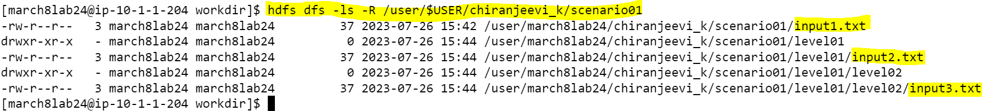 [march8lab24@ip-10-1-1-204 workdir]$ hdfs dfs -ls -R /user/$USER/chiranjeevi_k/scenario01
-rw-r--r--   3 march8lab24 march8lab24         37 2023-07-26 15:42 /user/march8lab24/chiranjeevi_k/scenario01/input1.txt
drwxr-xr-x   - march8lab24 march8lab24          0 2023-07-26 15:44 /user/march8lab24/chiranjeevi_k/scenario01/level01
-rw-r--r--   3 march8lab24 march8lab24         37 2023-07-26 15:44 /user/march8lab24/chiranjeevi_k/scenario01/level01/input2.txt
drwxr-xr-x   - march8lab24 march8lab24          0 2023-07-26 15:44 /user/march8lab24/chiranjeevi_k/scenario01/level01/level02
-rw-r--r--   3 march8lab24 march8lab24         37 2023-07-26 15:44 /user/march8lab24/chiranjeevi_k/scenario01/level01/level02/input3.txt
[march8lab24@ip-10-1-1-204 workdir]$